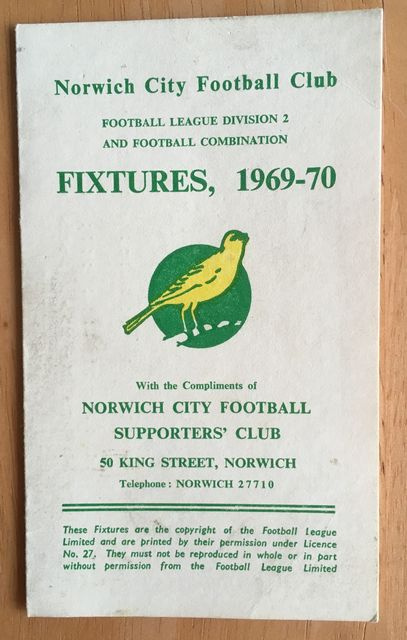 Norwich City Football Club
FOOTBALL LEAGUE DIVISION 2
AND FOOTBALL COMBINATION
FIXTURES, 1969-70
With the Compliments of
NORWICH CITY FOOTBALL
SUPPORTERS' CLUB
50 KING STREET, NORWICH
Telephone: NORWICH 27710
These Fixtures are the copyright of the Football League
Limited and are printed by their permission under Licence
No. 27. They must not be reproduced in whole or in part
without permission from the Football League Limited